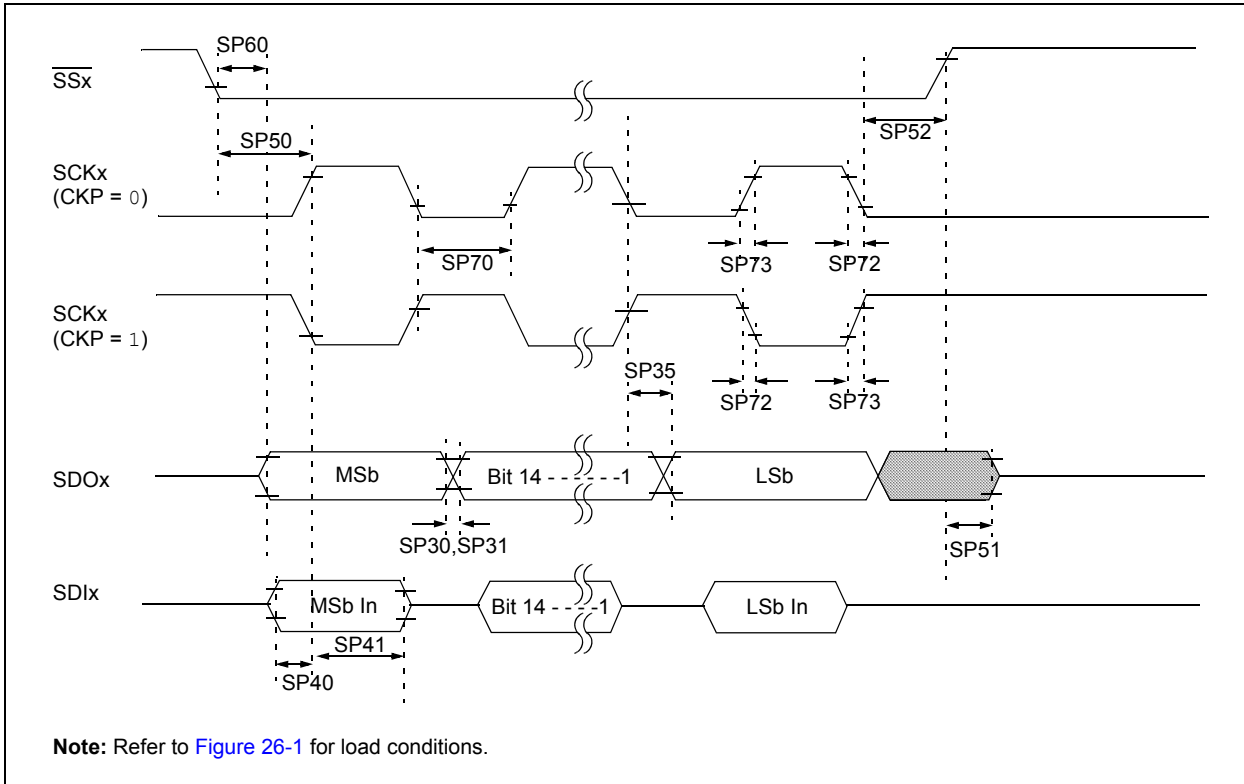 SP60
SSx
SP50
SP52
SCKx
(CKP = 0)
SP70
SP73
SP72
SCKx
(CKP = 1)
SP35
SP72
SP73
SDOx
MSb
Bit 14 - - - - - -1
LSb
SP30,SP31
SP51
SDIx
MSb In
Bit 14 - - - -1
LSb In
SP41
SP40
Note: Refer to Figure 26-1 for load conditions.